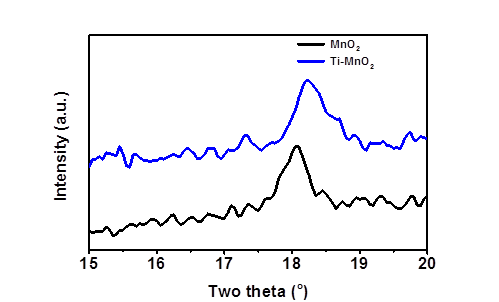 MnO₂
Ti-MnO₂
Intensity (a.u.)
15 16 17 18 19 20
Two theta (°)